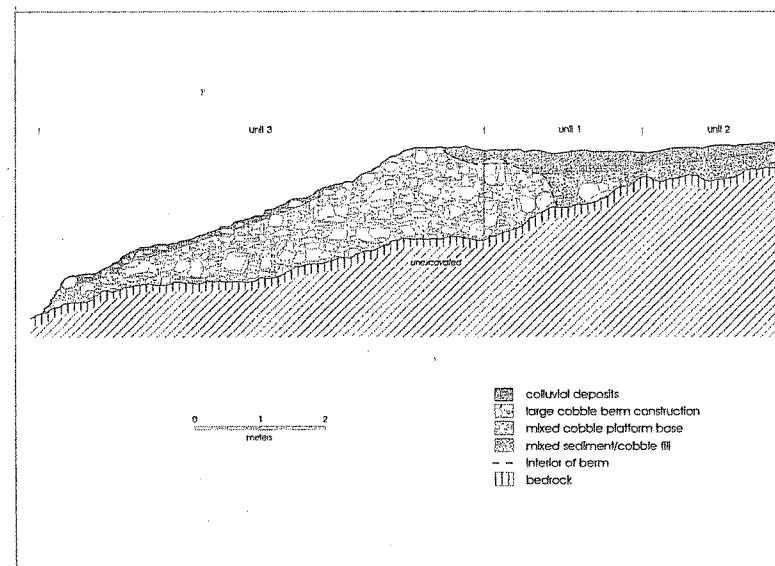 unit 3 unit 1 unit 2
unexcavated
0 1 2
meters
colluvial deposits
large cobble berm construction
mixed cobble platform base
mixed sediment/cobble fill
interior of berm
bedrock